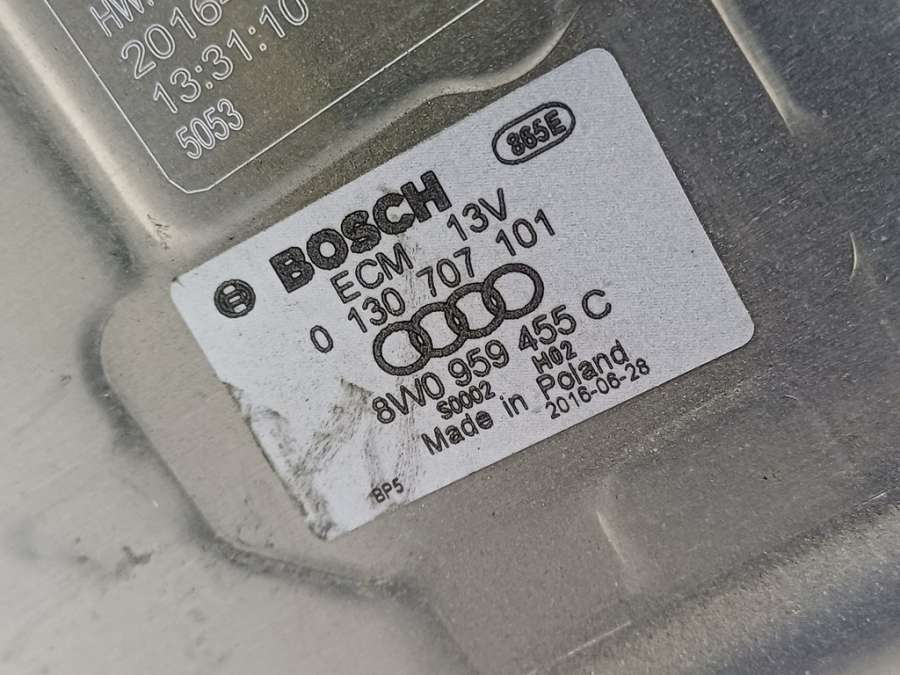 HW
2016-
13:31:10
5053
865E
BOSCH
ECM 13V
0 130 707 101
8W0 959 455 C
S0002 H02
Made in Poland
2016-06-28
BP5